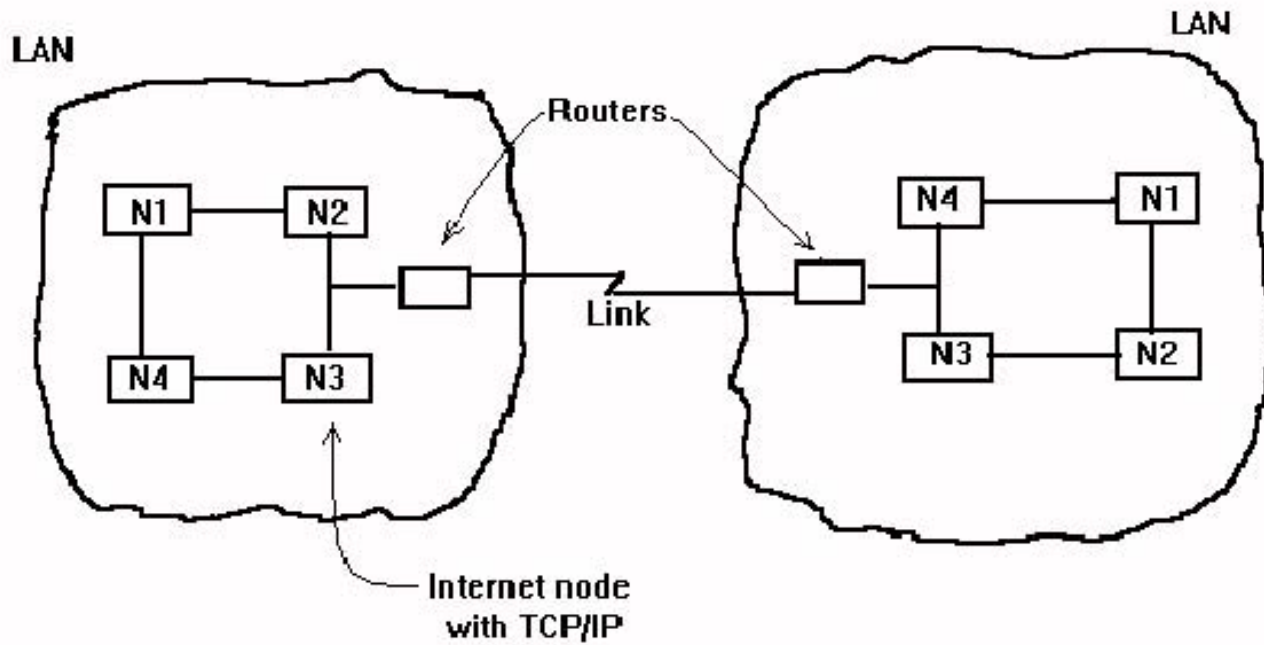 LAN
LAN
Routers
N1
N2
N4
N1
Link
N4
N3
N3
N2
Internet node
with TCP/IP